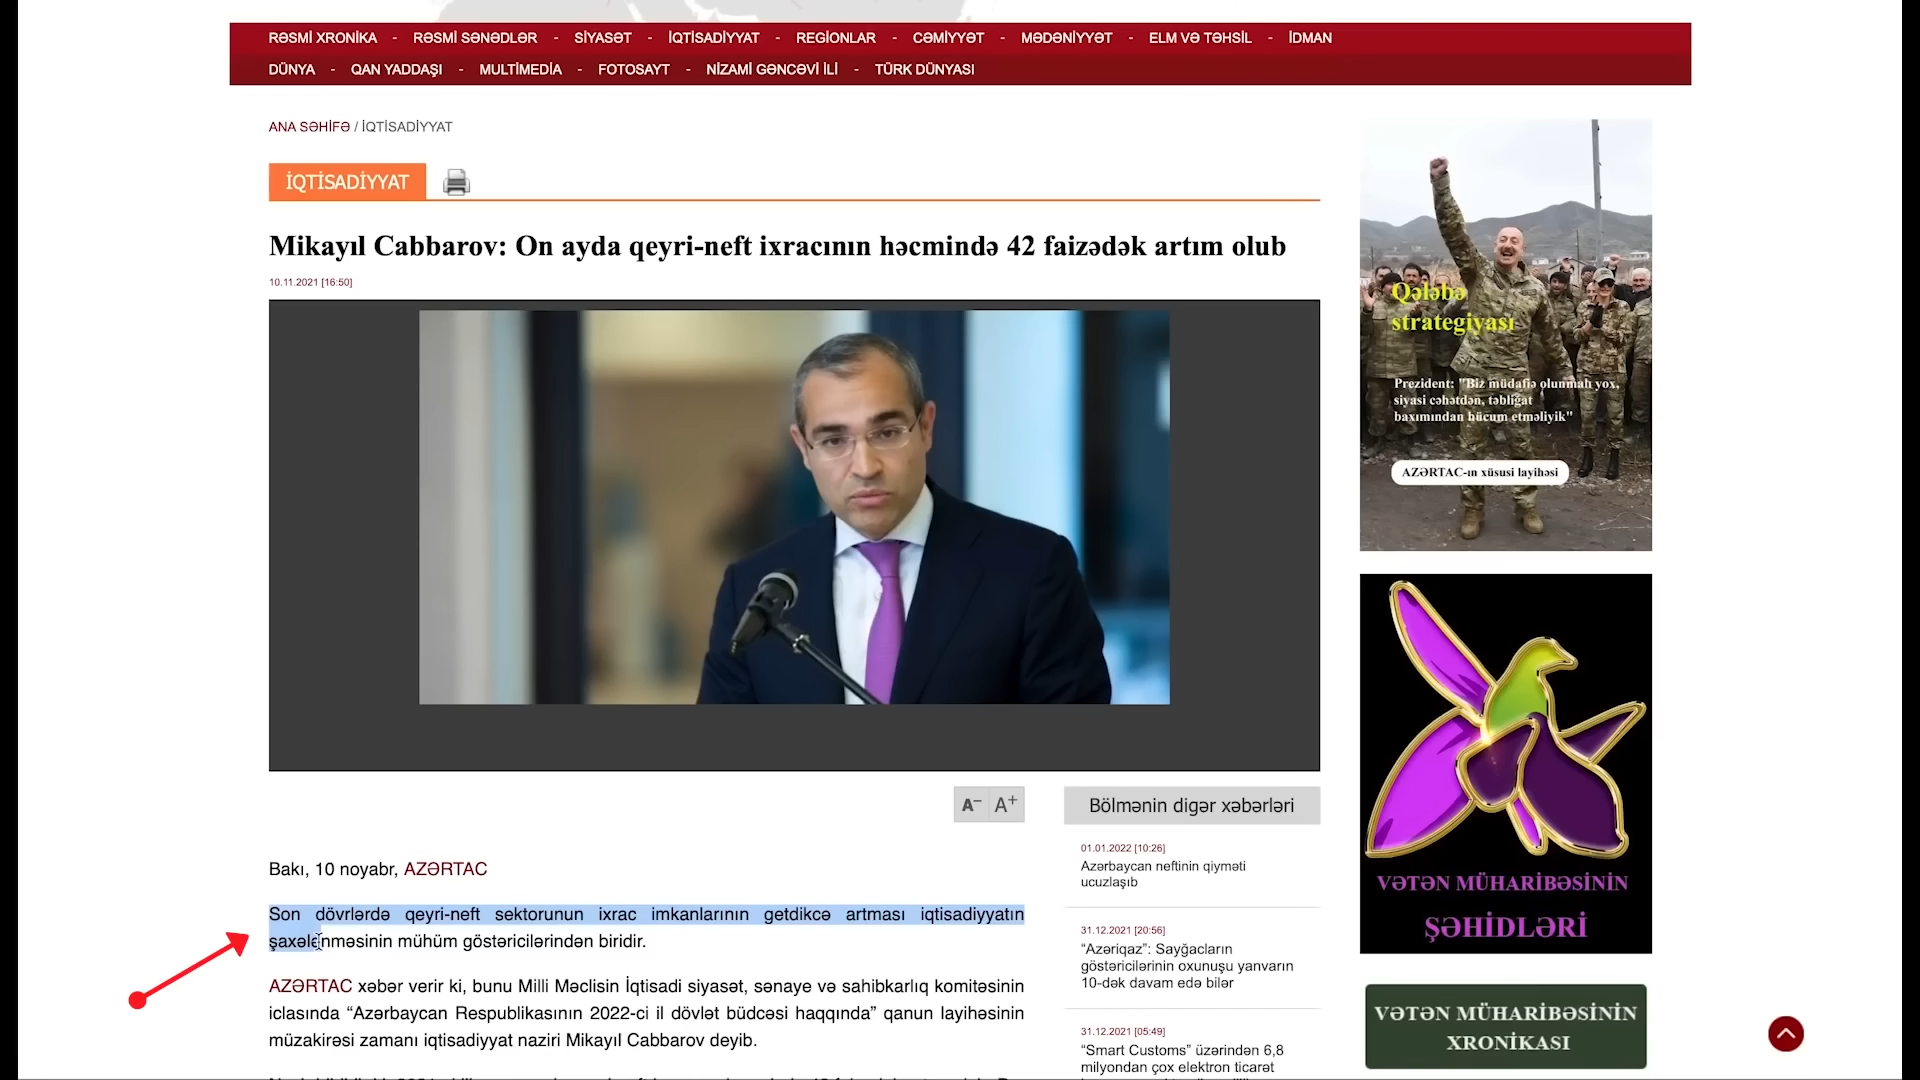 RƏSMİ XRONİKA - RƏSMİ SƏNƏDLƏR - SİYASƏT - İQTİSADİYYAT - REGİONLAR - CƏMİYYƏT - MƏDƏNİYYƏT - ELM VƏ TƏHSİL - İDMAN
DÜNYA - QAN YADDAŞI - MULTİMEDİA - FOTOSAYT - NİZAMİ GƏNCƏVİ İLİ - TÜRK DÜNYASI
ANA SƏHİFƏ / İQTİSADİYYAT
İQTİSADİYYAT
Mikayıl Cabbarov: On ayda qeyri-neft ixracının həcmində 42 faizədək artım olub
10.11.2021 [16:50]
A- A+
Bakı, 10 noyabr, AZƏRTAC
Son dövrlərdə qeyri-neft sektorunun ixrac imkanlarının getdikcə artması iqtisadiyyatın
şaxələnməsinin mühüm göstəricilərindən biridir.
AZƏRTAC xəbər verir ki, bunu Milli Məclisin İqtisadi siyasət, sənaye və sahibkarlıq komitəsinin
iclasında “Azərbaycan Respublikasının 2022-ci il dövlət büdcəsi haqqında” qanun layihəsinin
müzakirəsi zamanı iqtisadiyyat naziri Mikayıl Cabbarov deyib.
Bölmənin digər xəbərləri
01.01.2022 [10:26]
Azərbaycan neftinin qiyməti
ucuzlaşıb
31.12.2021 [20:56]
“Azəriqaz”: Sayğacların
göstəricilərinin oxunuşu yanvarın
10-dək davam edə bilər
31.12.2021 [05:49]
“Smart Customs” üzərindən 6,8
milyondan çox elektron ticarət
Qələbə
strategiyası
Prezident: "Biz müdafiə olunmalı yox,
siyasi cəhətdən, təbliğat
baxımından hücum etməliyik"
AZƏRTAC-ın xüsusi layihəsi
VƏTƏN MÜHARİBƏSİNİN
ŞƏHİDLƏRİ
VƏTƏN MÜHARİBƏSİNİN
XRONİKASI